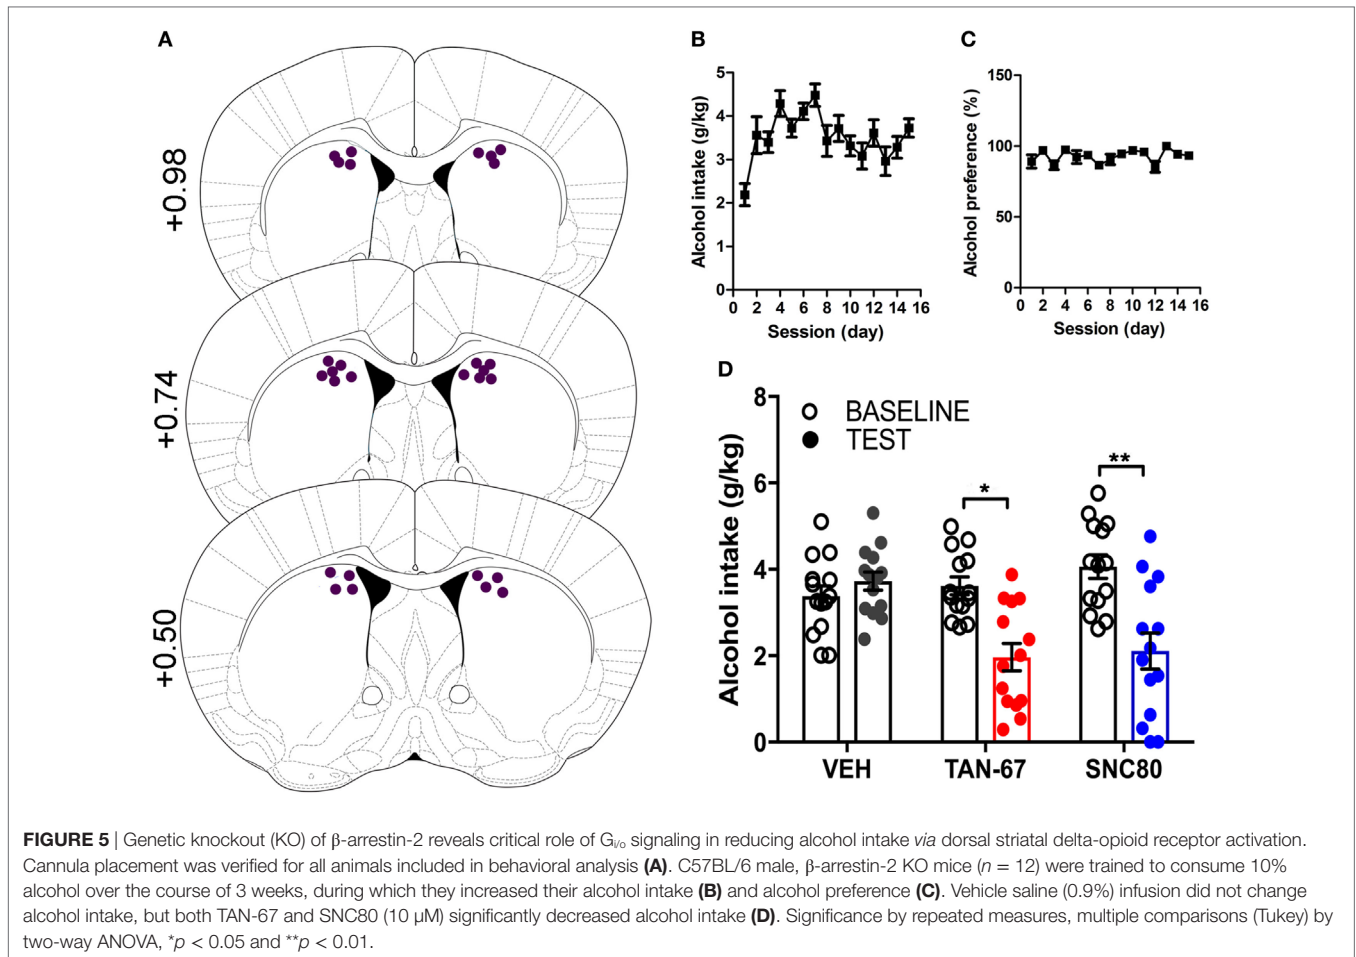 A
+0.98
+0.74
+0.50
B
Alcohol intake (g/kg)
5
4
3
2
1
0
0 2 4 6 8 10 12 14 16
Session (day)
C
Alcohol preference (%)
150
100
50
0
0 2 4 6 8 10 12 14 16
Session (day)
D
Alcohol intake (g/kg)
8
6
4
2
0
BASELINE
TEST
*
**
VEH TAN-67 SNC80
FIGURE 5 | Genetic knockout (KO) of β-arrestin-2 reveals critical role of Gi/o signaling in reducing alcohol intake via dorsal striatal delta-opioid receptor activation.
Cannula placement was verified for all animals included in behavioral analysis (A). C57BL/6 male, β-arrestin-2 KO mice (n = 12) were trained to consume 10%
alcohol over the course of 3 weeks, during which they increased their alcohol intake (B) and alcohol preference (C). Vehicle saline (0.9%) infusion did not change
alcohol intake, but both TAN-67 and SNC80 (10 µM) significantly decreased alcohol intake (D). Significance by repeated measures, multiple comparisons (Tukey) by
two-way ANOVA, *p < 0.05 and **p < 0.01.